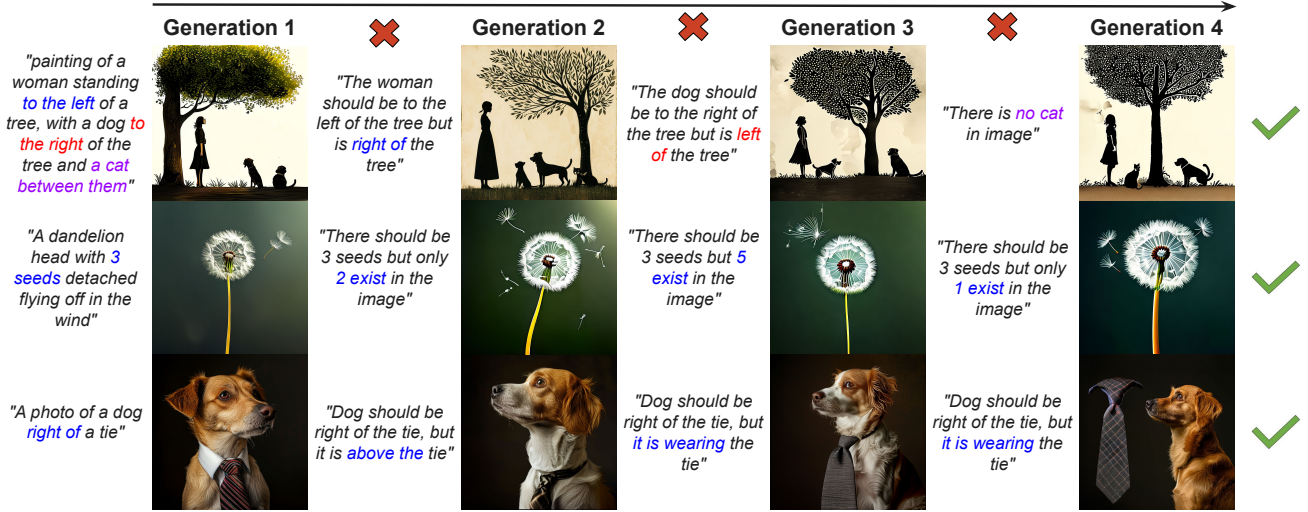 Generation 1
Generation 2
Generation 3
Generation 4
"painting of a
woman standing
to the left of a
tree, with a dog to
the right of the
tree and a cat
between them"
"The woman
should be to the
left of the tree but
is right of the
tree"
"The dog should
be to the right of
the tree but is left
of the tree"
"There is no cat
in image"
"A dandelion
head with 3
seeds detached
flying off in the
wind"
"There should be
3 seeds but only
2 exist in the
image"
"There should be
3 seeds but 5
exist in the
image"
"There should be
3 seeds but only
1 exist in the
image"
"A photo of a dog
right of a tie"
"Dog should be
right of the tie, but
it is above the tie"
"Dog should be
right of the tie, but
it is wearing the
tie"
"Dog should be
right of the tie, but
it is wearing the
tie"